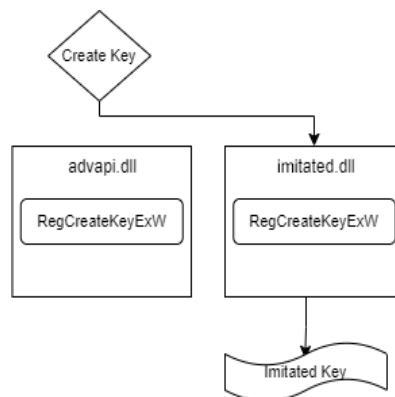 Create Key
advapi.dll
imitated.dll
RegCreateKeyExW
RegCreateKeyExW
Imitated Key